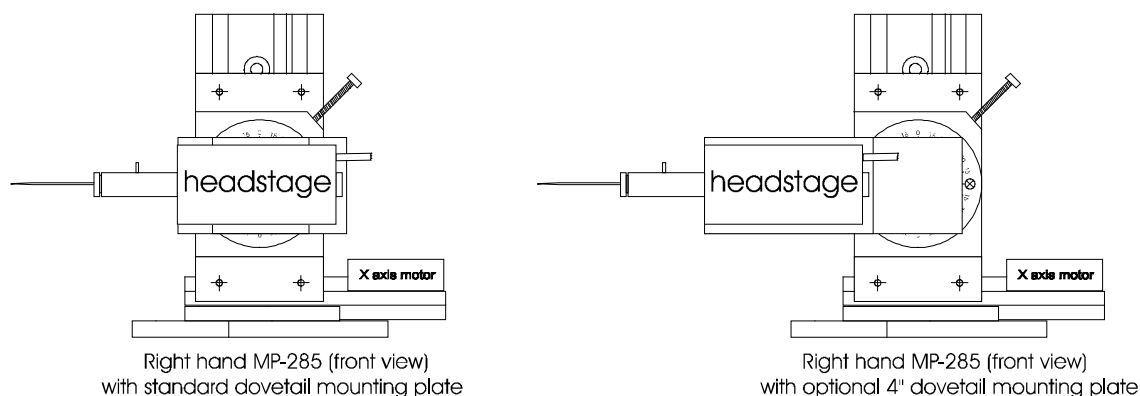 headstage
X axis motor
Right hand MP-285 (front view)
with standard dovetail mounting plate
headstage
X axis motor
Right hand MP-285 (front view)
with optional 4" dovetail mounting plate